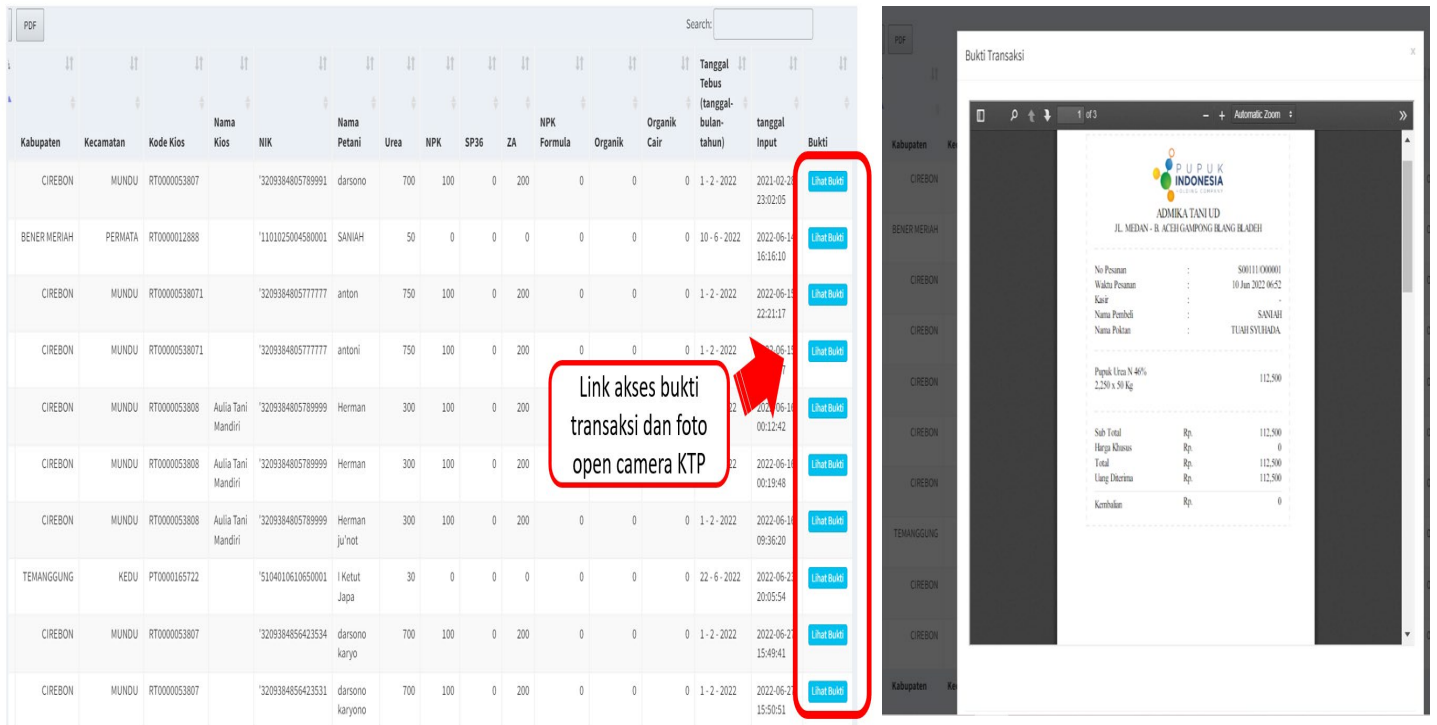 PDF
Search:
Kabupaten Kecamatan Kode Kios Nama Kios NIK Nama Petani Urea NPK SP36 ZA NPK Formula Organik Organik Cair Tanggal Tebus (tanggal-bulan-tahun) tanggal Input Bukti
CIREBON MUNDU RT0000053807 '3209384805789991 darsono 700 100 0 200 0 0 0 1 - 2 - 2022 2021-02-28 23:02:05 Lihat Bukti
BENER MERIAH PERMATA RT0000012888 '1101025004580001 SANIAH 50 0 0 0 0 0 0 10 - 6 - 2022 2022-06-14 16:16:10 Lihat Bukti
CIREBON MUNDU RT00000538071 '3209384805777777 anton 750 100 0 200 0 0 0 1 - 2 - 2022 2022-06-15 22:21:17 Lihat Bukti
CIREBON MUNDU RT00000538071 '3209384805777777 antoni 750 100 0 200 0 0 0 1 - 2 - 2022 Lihat Bukti
CIREBON MUNDU RT0000053808 Aulia Tani Mandiri '3209384805789999 Herman 300 100 0 200 00:12:42 Lihat Bukti
CIREBON MUNDU RT0000053808 Aulia Tani Mandiri '3209384805789999 Herman 300 100 0 200 2022-06-16 00:19:48 Lihat Bukti
CIREBON MUNDU RT0000053808 Aulia Tani Mandiri '3209384805789999 Herman ju'not 300 100 0 200 0 0 0 1 - 2 - 2022 2022-06-16 09:36:20 Lihat Bukti
TEMANGGUNG KEDU PT0000165722 '5104010610650001 I Ketut Japa 30 0 0 0 0 0 0 22 - 6 - 2022 2022-06-23 20:05:54 Lihat Bukti
CIREBON MUNDU RT0000053807 '3209384856423534 darsono karyo 700 100 0 200 0 0 0 1 - 2 - 2022 2022-06-27 15:49:41 Lihat Bukti
CIREBON MUNDU RT0000053807 '3209384856423531 darsono karyono 700 100 0 200 0 0 0 1 - 2 - 2022 2022-06-27 15:50:51 Lihat Bukti
Link akses bukti
transaksi dan foto
open camera KTP
PDF
Kabupaten
CIREBON
BENER MERIAH
CIREBON
CIREBON
CIREBON
CIREBON
CIREBON
TEMANGGUNG
CIREBON
CIREBON
Kabupaten
Bukti Transaksi
x
1 of 3 - + Automatic Zoom
PUPUK
INDONESIA
HOLDING COMPANY
ADMIKA TANI UD
JL. MEDAN - B. ACEH GAMPONG BLANG BLADEH
No Pesanan : S00111/O00001
Waktu Pesanan : 10 Jun 2022 06:52
Kasir : -
Nama Pembeli : SANIAH
Nama Poktan : TUAH SYUHADA.
Pupuk Urea N 46%
2,250 x 50 Kg 112,500
Sub Total Rp. 112,500
Harga Khusus Rp. 0
Total Rp. 112,500
Uang Diterima Rp. 112,500
Kembalian Rp. 0